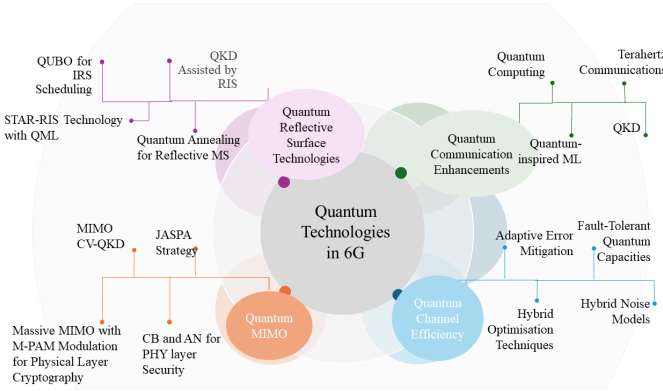 QUBO for
IRS
Scheduling
QKD
Assisted by
RIS
STAR-RIS Technology
with QML
Quantum Annealing
for Reflective MS
Quantum
Reflective
Surface
Technologies
Quantum
Computing
Terahertz
Communications
Quantum-
inspired ML
QKD
Quantum
Communication
Enhancements
Quantum
Technologies
in 6G
MIMO
CV-QKD
JASPA
Strategy
Massive MIMO with
M-PAM Modulation
for Physical Layer
Cryptography
CB and AN for
PHY layer
Security
Quantum
MIMO
Adaptive Error
Mitigation
Fault-Tolerant
Quantum
Capacities
Hybrid
Optimisation
Techniques
Hybrid Noise
Models
Quantum
Channel
Efficiency